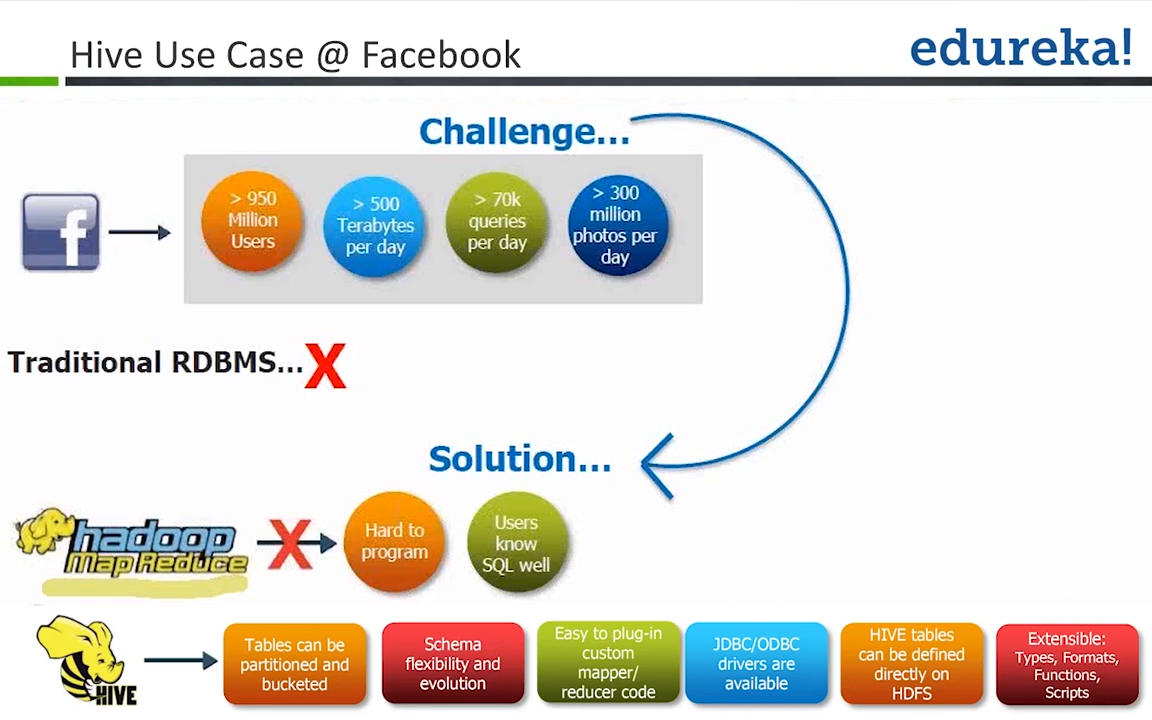 Hive Use Case @ Facebook
edureka!
Challenge...
f
> 950
Million
Users
> 500
Terabytes
per day
> 70k
queries
per day
> 300
million
photos per
day
Traditional RDBMS...X
Solution...
hadoop
Map Reduce
X
Hard to
program
Users
know
SQL well
HIVE
Tables can be
partitioned and
bucketed
Schema
flexibility and
evolution
Easy to plug-in
custom
mapper/
reducer code
JDBC/ODBC
drivers are
available
HIVE tables
can be defined
directly on
HDFS
Extensible:
Types, Formats,
Functions,
Scripts